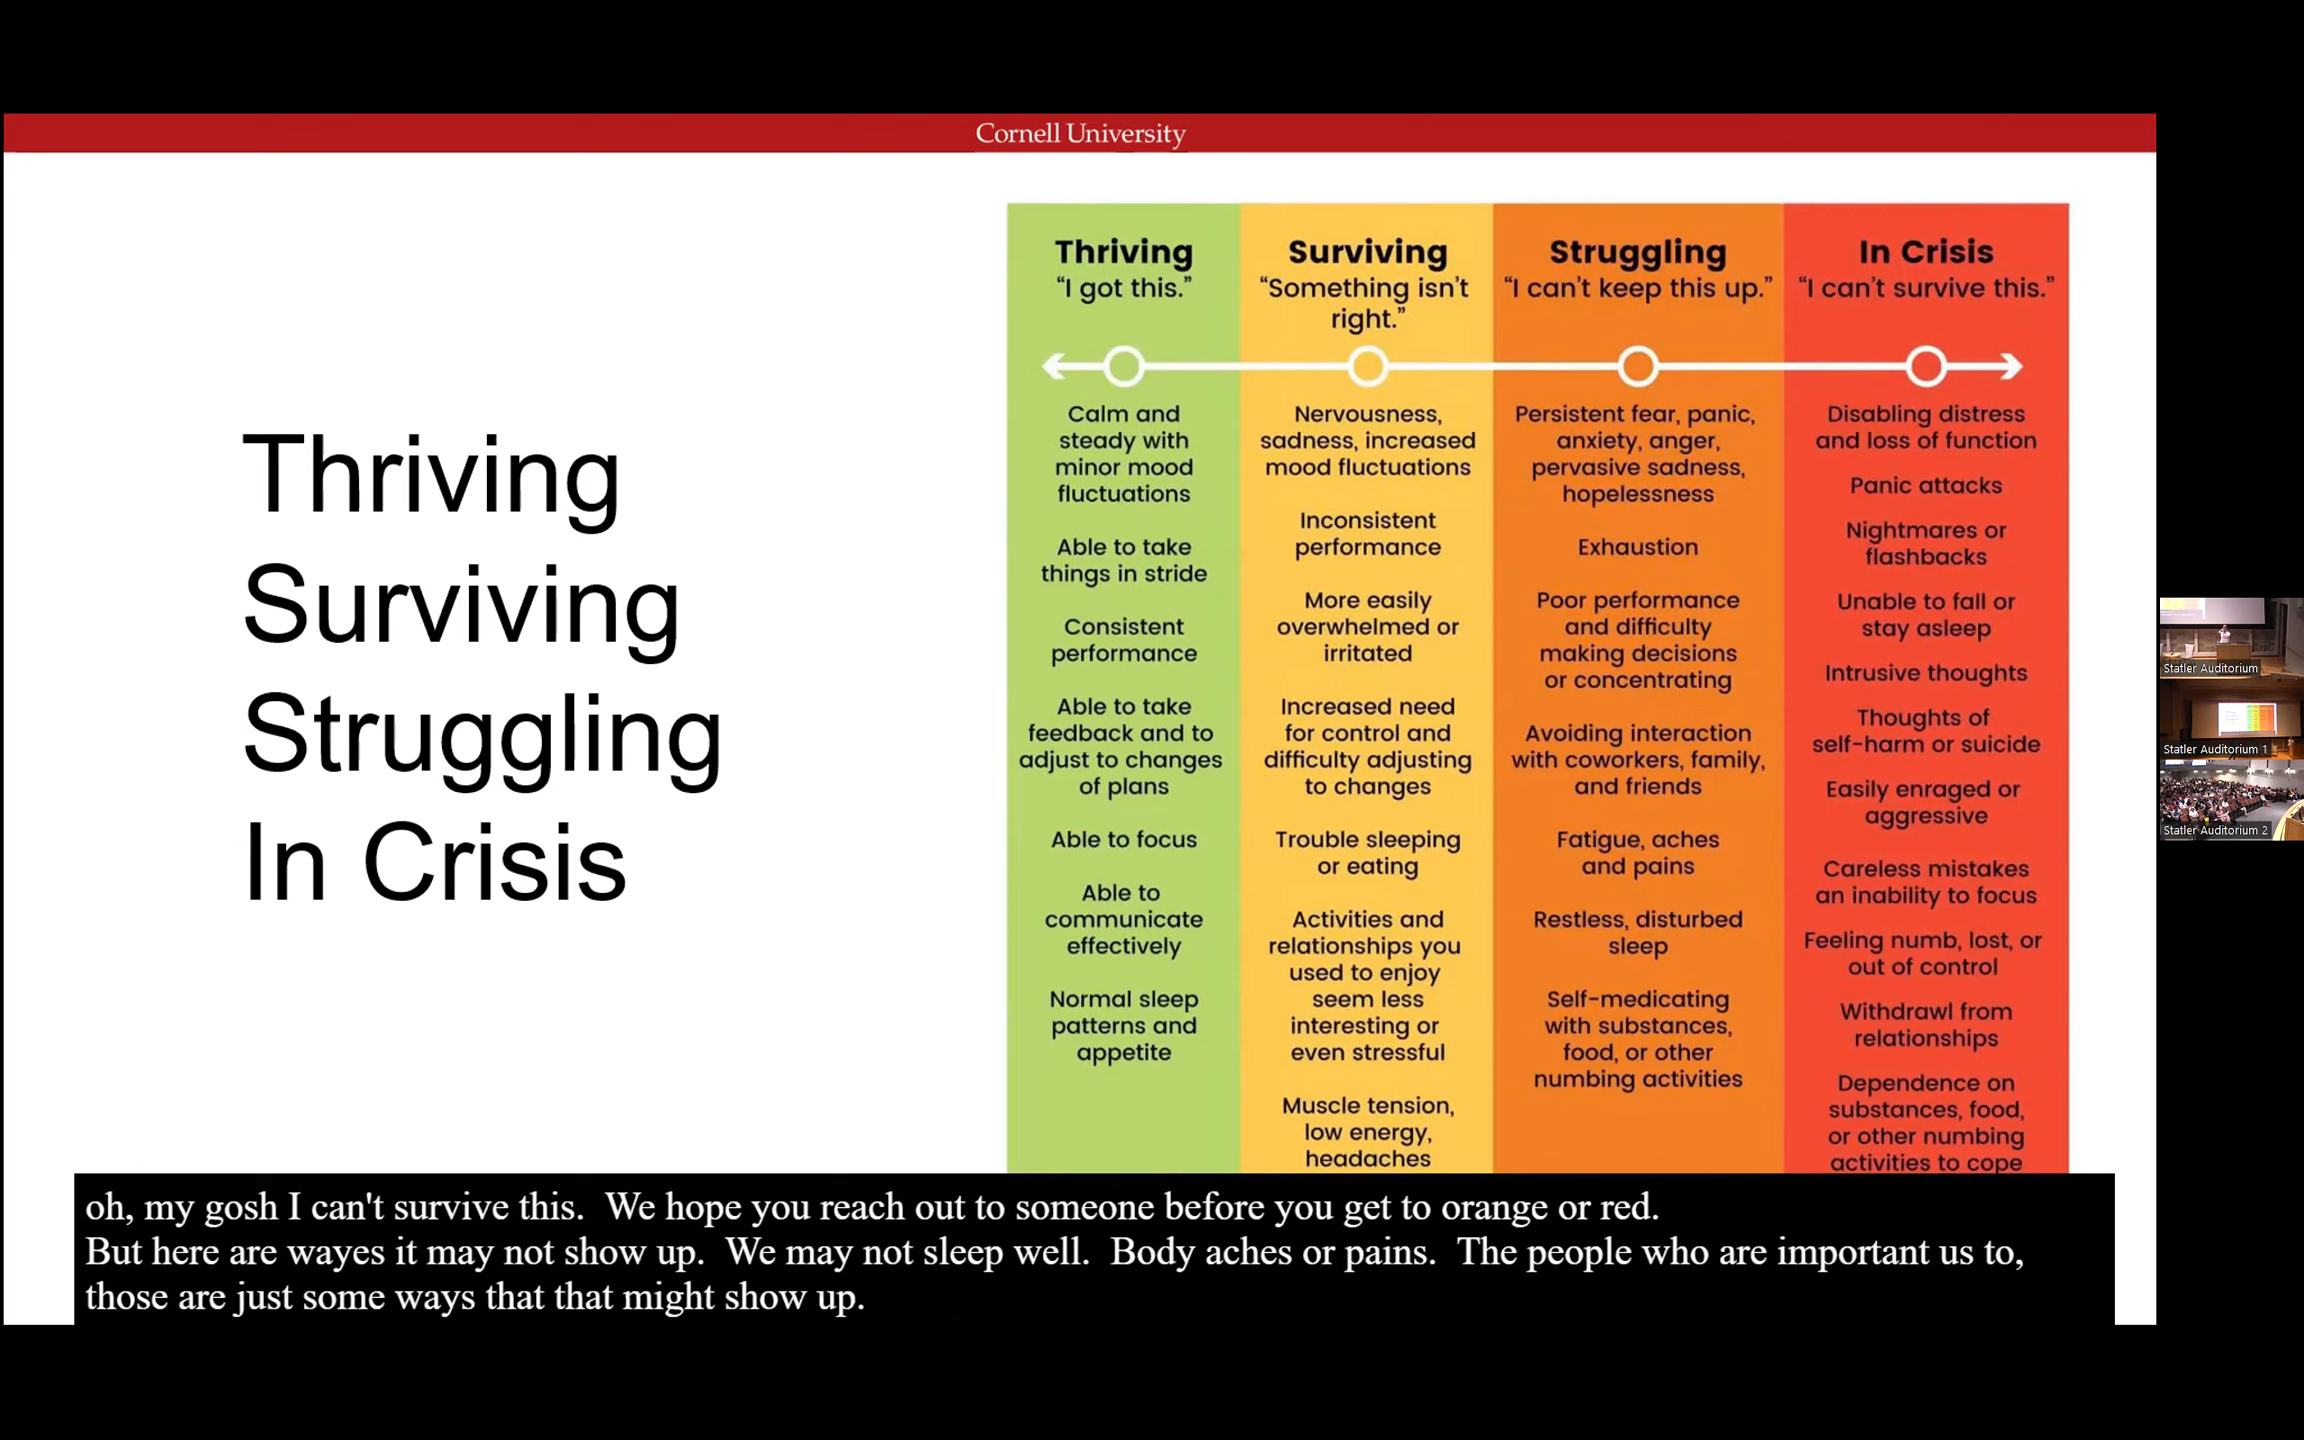 Cornell University
Thriving
Surviving
Struggling
In Crisis
Thriving
“I got this.”
Calm and
steady with
minor mood
fluctuations
Able to take
things in stride
Consistent
performance
Able to take
feedback and to
adjust to changes
of plans
Able to focus
Able to
communicate
effectively
Normal sleep
patterns and
appetite
Surviving
“Something isn’t
right.”
Nervousness,
sadness, increased
mood fluctuations
Inconsistent
performance
More easily
overwhelmed or
irritated
Increased need
for control and
difficulty adjusting
to changes
Trouble sleeping
or eating
Activities and
relationships you
used to enjoy
seem less
interesting or
even stressful
Muscle tension,
low energy,
headaches
Struggling
“I can’t keep this up.”
Persistent fear, panic,
anxiety, anger,
pervasive sadness,
hopelessness
Exhaustion
Poor performance
and difficulty
making decisions
or concentrating
Avoiding interaction
with coworkers, family,
and friends
Fatigue, aches
and pains
Restless, disturbed
sleep
Self-medicating
with substances,
food, or other
numbing activities
In Crisis
“I can’t survive this.”
Disabling distress
and loss of function
Panic attacks
Nightmares or
flashbacks
Unable to fall or
stay asleep
Intrusive thoughts
Thoughts of
self-harm or suicide
Easily enraged or
aggressive
Careless mistakes
an inability to focus
Feeling numb, lost, or
out of control
Withdrawl from
relationships
Dependence on
substances, food,
or other numbing
activities to cope
oh, my gosh I can't survive this.  We hope you reach out to someone before you get to orange or red.
But here are wayes it may not show up.  We may not sleep well.  Body aches or pains.  The people who are important us to,
those are just some ways that that might show up.
Statler Auditorium
Statler Auditorium 1
Statler Auditorium 2